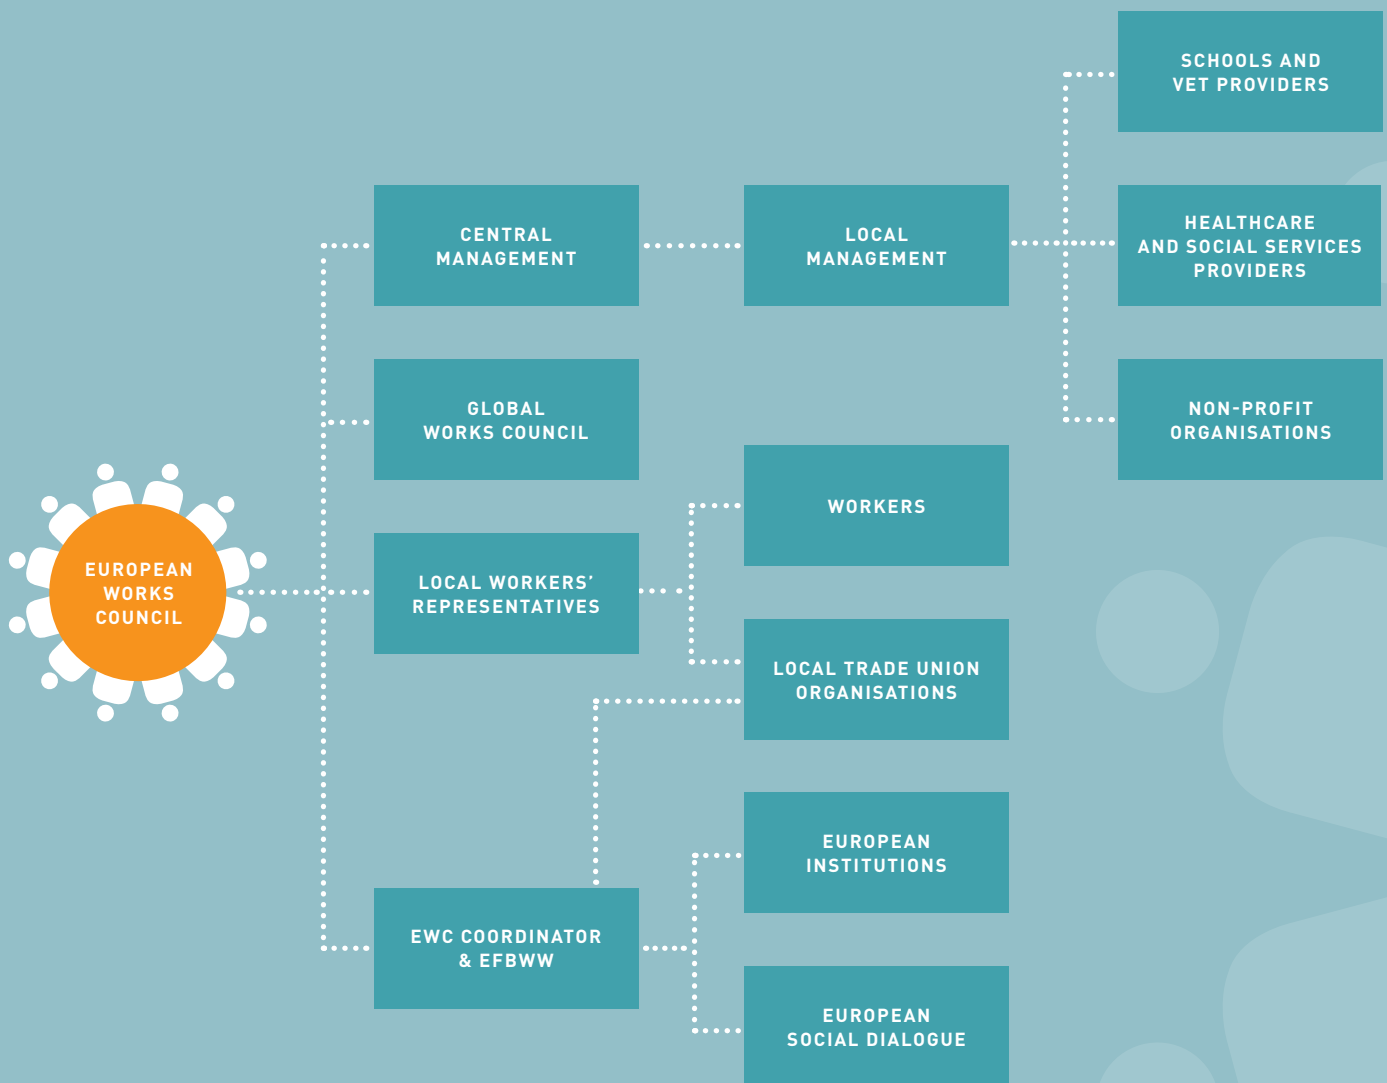 SCHOOLS AND
VET PROVIDERS
CENTRAL
MANAGEMENT
LOCAL
MANAGEMENT
HEALTHCARE
AND SOCIAL SERVICES
PROVIDERS
GLOBAL
WORKS COUNCIL
NON-PROFIT
ORGANISATIONS
WORKERS
EUROPEAN
WORKS
COUNCIL
LOCAL WORKERS'
REPRESENTATIVES
LOCAL TRADE UNION
ORGANISATIONS
EUROPEAN
INSTITUTIONS
EWC COORDINATOR
& EFBWW
EUROPEAN
SOCIAL DIALOGUE